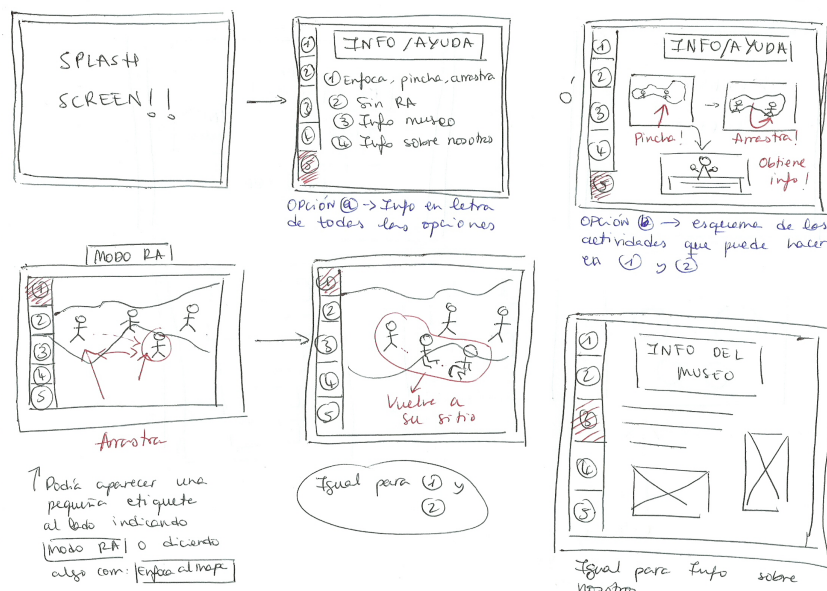 SPLASH
SCREEN!!
1
2
3
4
5
INFO / AYUDA
① Enfoca, pincha, arrastra
② Sin RA
③ Info museo
④ Info sobre nosotro
OPCIÓN ⓐ → Info en letra
de todas las opciones
Ó
1
2
3
4
5
INFO/AYUDA
Pincha!
Arrastra!
Obtiene
info!
OPCIÓN ⓑ → esquema de las
actividades que puede hacer
en ① y ②
MODO RA
1
2
3
4
5
Arrastra
↑ Podía aparecer una
pequeña etiqueta
al lado indicando
Modo RA o diciendo
algo com: Enfoca al mapa
1
2
3
4
5
Vuelve a
su sitio
Igual para ① y
②
1
2
3
4
5
INFO DEL
MUSEO
Igual para Info sobre
nosotros